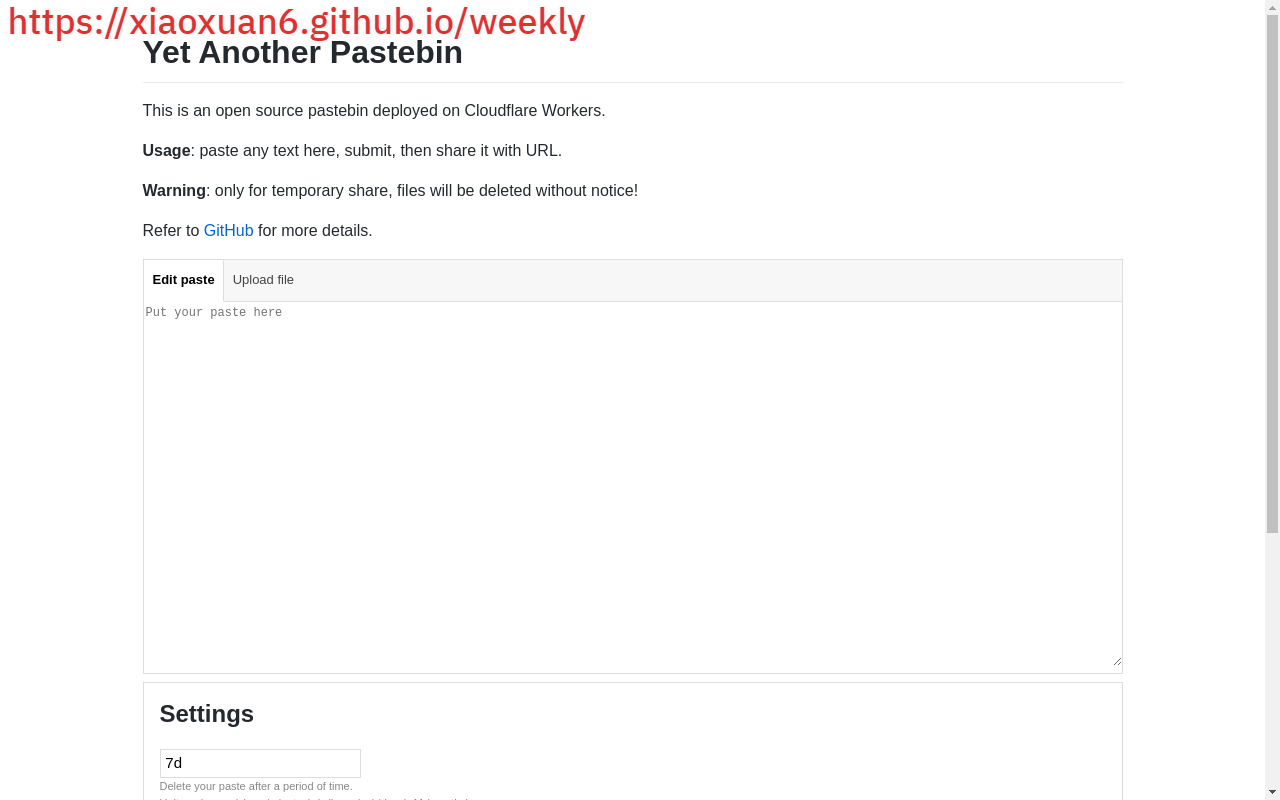 https://xiaoxuan6.github.io/weekly
Yet Another Pastebin
This is an open source pastebin deployed on Cloudflare Workers.
Usage: paste any text here, submit, then share it with URL.
Warning: only for temporary share, files will be deleted without notice!
Refer to GitHub for more details.
Edit paste Upload file
Put your paste here
Settings
7d
Delete your paste after a period of time.